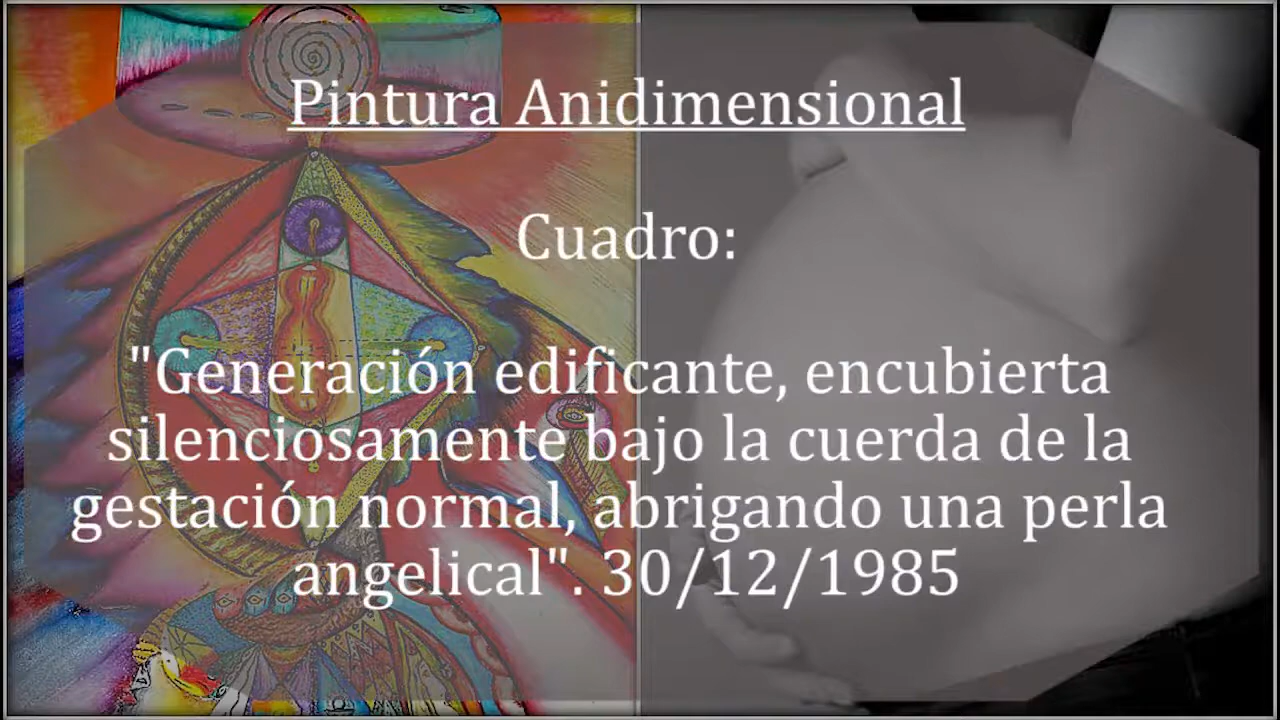 Pintura Anidimensional
Cuadro:
"Generación edificante, encubierta
silenciosamente bajo la cuerda de la
gestación normal, abrigando una perla
angelical". 30/12/1985